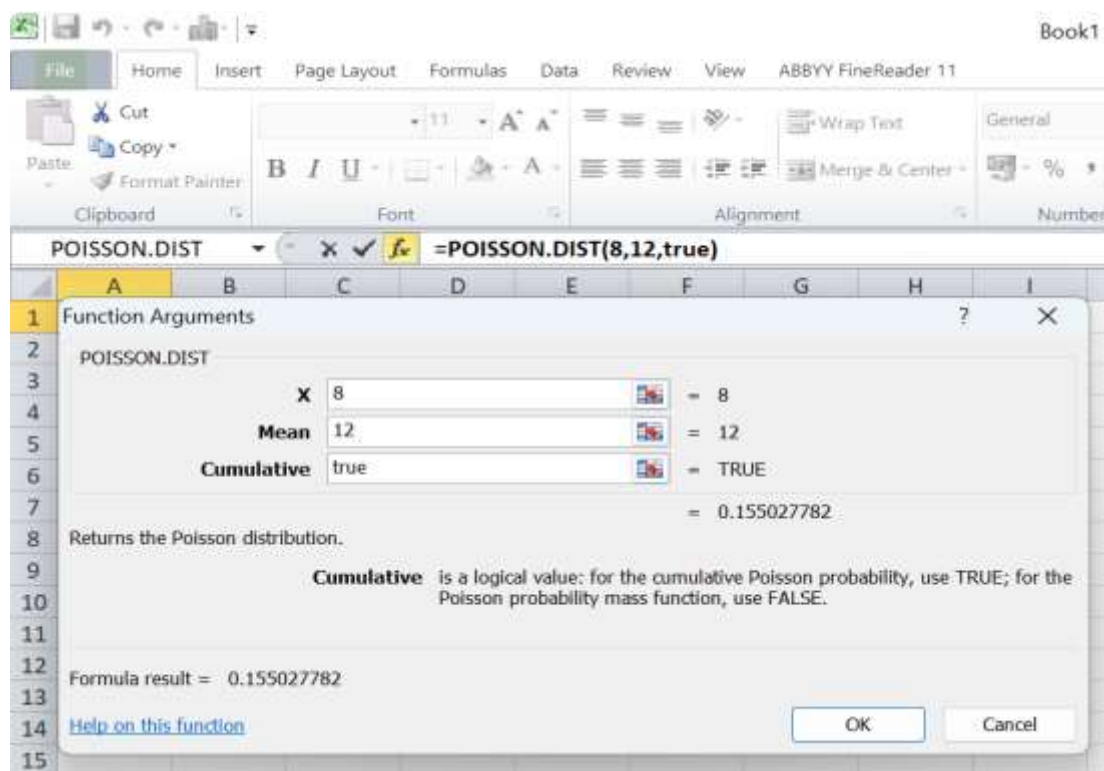 Book1
File Home Insert Page Layout Formulas Data Review View ABBYY FineReader 11
Paste
Cut
Copy
Format Painter
Clipboard
11 A A
B I U A
Font
Wrap Text
Merge & Center
Alignment
General
% ,
Number
POISSON.DIST fx =POISSON.DIST(8,12,true)
A B C D E F G H I
1 Function Arguments ?
2 POISSON.DIST
3 X 8 = 8
4
5 Mean 12 = 12
6 Cumulative true = TRUE
7 = 0.155027782
8 Returns the Poisson distribution.
9 Cumulative is a logical value: for the cumulative Poisson probability, use TRUE; for the
10 Poisson probability mass function, use FALSE.
11
12 Formula result = 0.155027782
13
14 Help on this function OK Cancel
15